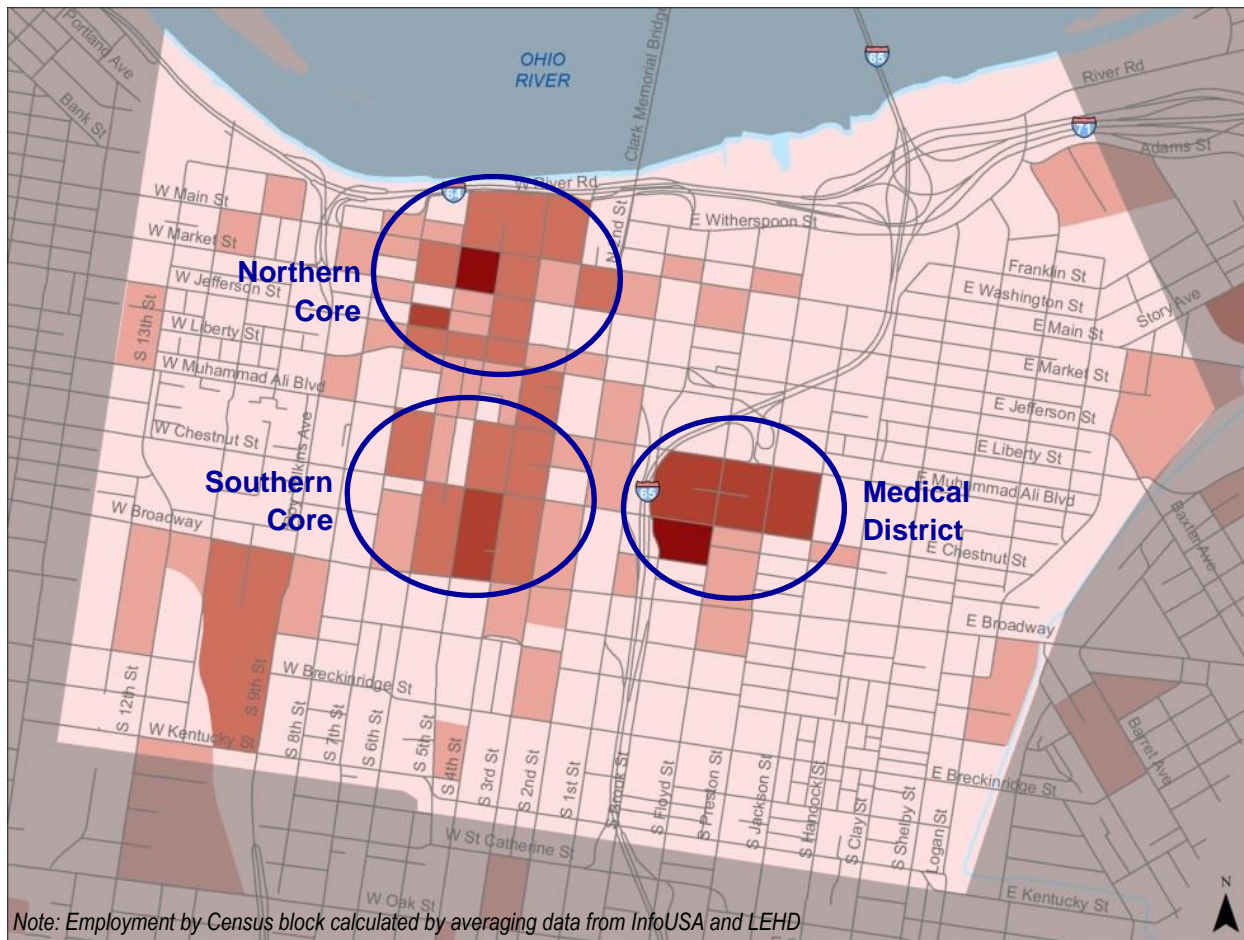 Portland Ave
Bank St
OHIO
RIVER
Clark Memorial Bridge
65
River Rd
71
Adams St
W River Rd
64
W Main St
N 2nd St
E Witherspoon St
W Market St
Northern
Core
W Jefferson St
Franklin St
E Washington St
Story Ave
S 13th St
W Liberty St
E Main St
W Muhammad Ali Blvd
E Market St
E Jefferson St
W Chestnut St
E Liberty St
Southern
Core
65
Medical
District
E Muhammad Ali Blvd
W Broadway
E Chestnut St
Baxter Ave
E Broadway
W Breckinridge St
S 12th St
S 9th St
W Kentucky St
S 8th St
S 7th St
S 6th St
S 5th St
S 4th St
S 3rd St
S 2nd St
S 1st St
S Brook St
S Floyd St
S Preston St
S Jackson St
S Handock St
S Clay St
S Shelby St
Logan St
E Breckinridge St
Barret Ave
W St Catherine St
W Oak St
E Kentucky St
N
Note: Employment by Census block calculated by averaging data from InfoUSA and LEHD